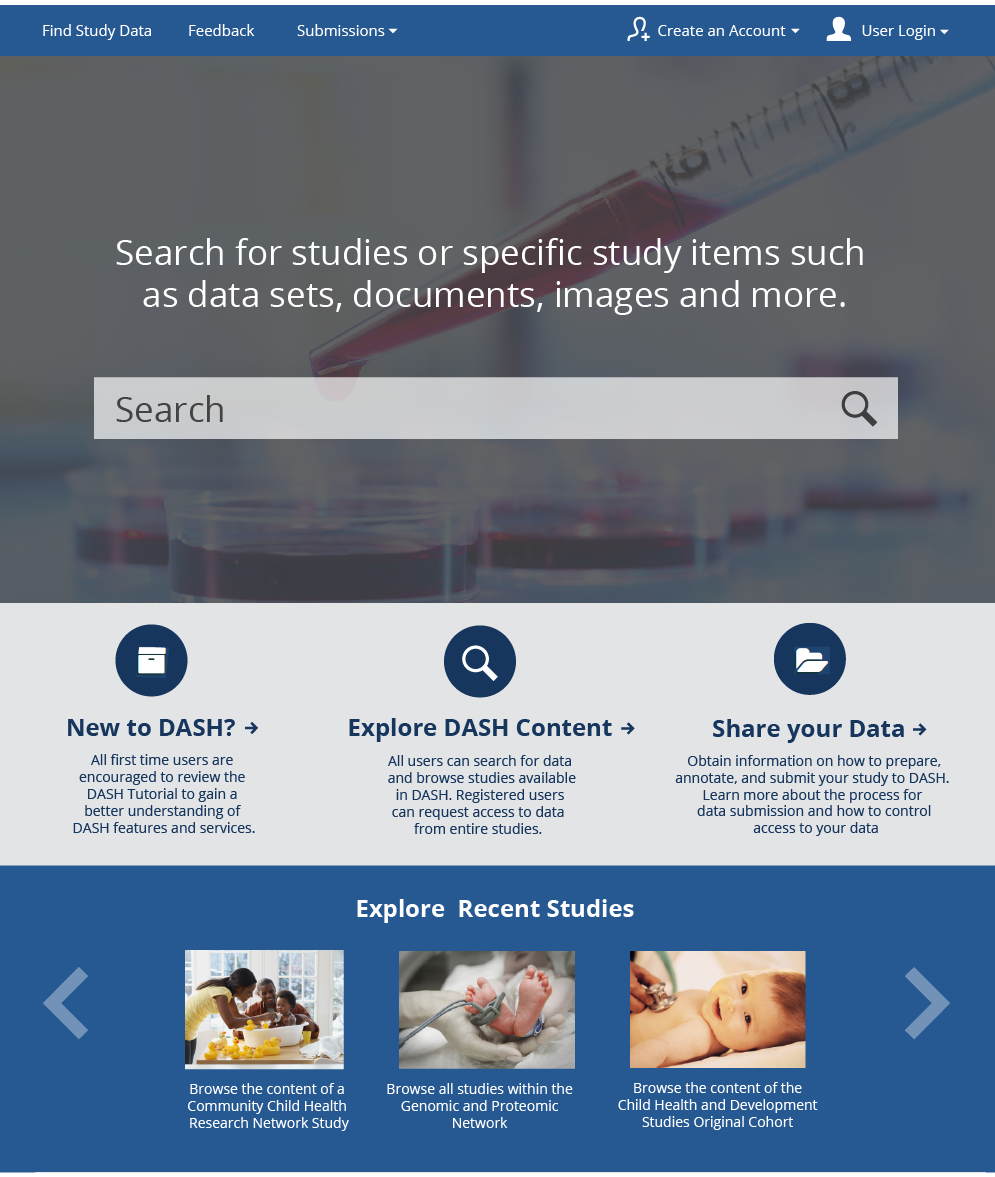 Find Study Data Feedback Submissions Create an Account User Login
Search for studies or specific study items such
as data sets, documents, images and more.
Search
New to DASH?
All first time users are
encouraged to review the
DASH Tutorial to gain a
better understanding of
DASH features and services.
Explore DASH Content
All users can search for data
and browse studies available
in DASH. Registered users
can request access to data
from entire studies.
Share your Data
Obtain information on how to prepare,
annotate, and submit your study to DASH.
Learn more about the process for
data submission and how to control
access to your data
Explore Recent Studies
Browse the content of a
Community Child Health
Research Network Study
Browse all studies within the
Genomic and Proteomic
Network
Browse the content of the
Child Health and Development
Studies Original Cohort